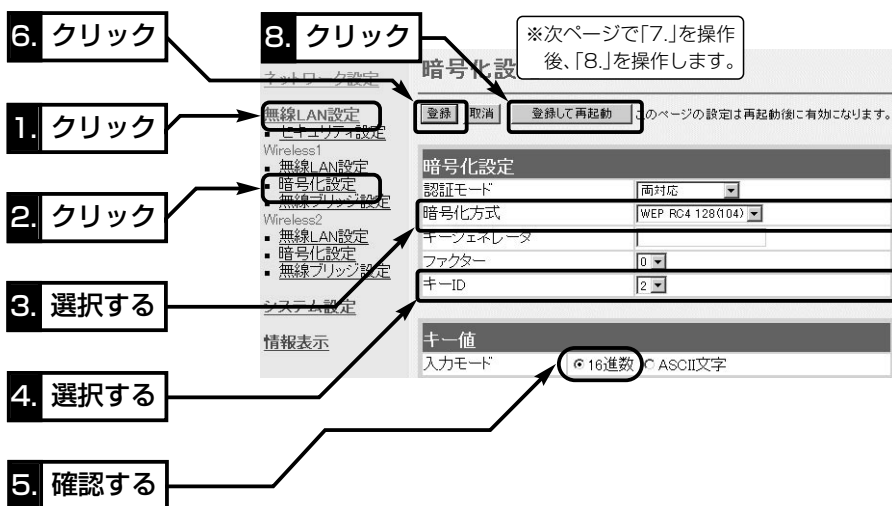 6. クリック
8. クリック
※次ページで「7.」を操作
後、「8.」を操作します。
1. クリック
2. クリック
3. 選択する
4. 選択する
5. 確認する
ネットワーク設定
無線LAN設定
セキュリティ設定
Wireless1
無線LAN設定
暗号化設定
無線ブリッジ設定
Wireless2
無線LAN設定
暗号化設定
無線ブリッジ設定
システム設定
情報表示
暗号化設
登録 取消 登録して再起動 このページの設定は再起動後に有効になります。
暗号化設定
認証モード 両対応
暗号化方式 WEP RC4 128(104)
キージェネレータ
ファクター 0
キーID 2
キー値
入力モード 16進数 ASCII文字